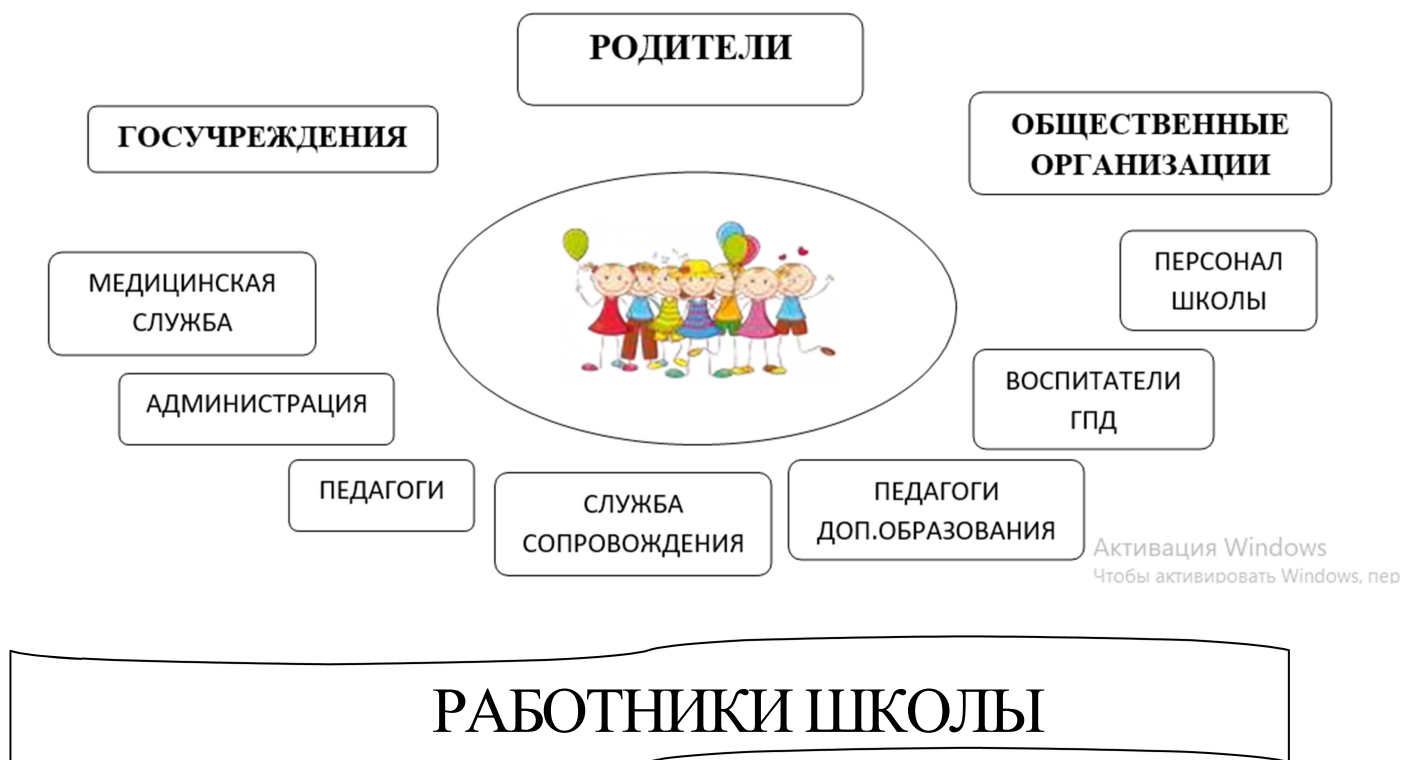 РОДИТЕЛИ
ГОСУЧРЕЖДЕНИЯ
ОБЩЕСТВЕННЫЕ
ОРГАНИЗАЦИИ
МЕДИЦИНСКАЯ
СЛУЖБА
ПЕРСОНАЛ
ШКОЛЫ
АДМИНИСТРАЦИЯ
ВОСПИТАТЕЛИ
ГПД
ПЕДАГОГИ
СЛУЖБА
СОПРОВОЖДЕНИЯ
ПЕДАГОГИ
ДОП.ОБРАЗОВАНИЯ
Активация Windows
Чтобы активировать Windows, пер
РАБОТНИКИ ШКОЛЫ